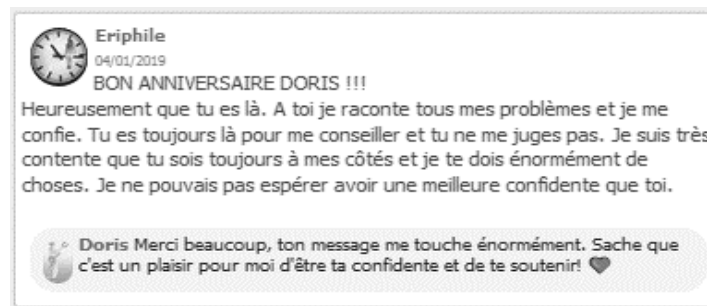 Eriphile
04/01/2019
BON ANNIVERSAIRE DORIS !!!
Heureusement que tu es là. A toi je raconte tous mes problèmes et je me
confie. Tu es toujours là pour me conseiller et tu ne me juges pas. Je suis très
contente que tu sois toujours à mes côtés et je te dois énormément de
choses. Je ne pouvais pas espérer avoir une meilleure confidente que toi.
Doris Merci beaucoup, ton message me touche énormément. Sache que
c'est un plaisir pour moi d'être ta confidente et de te soutenir! ❤